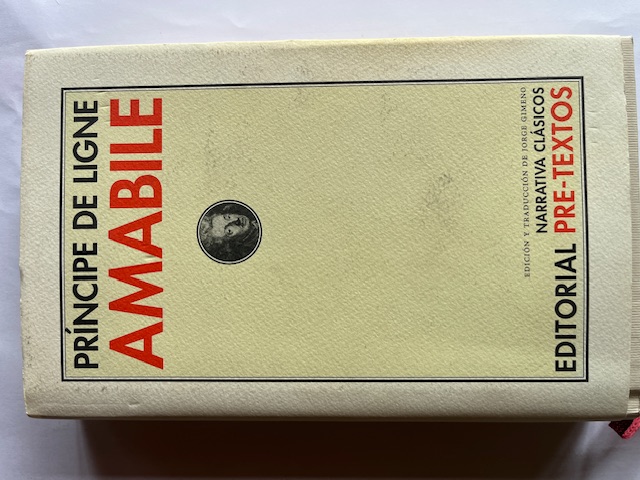 PRÍNCIPE DE LIGNE
AMABILE
EDICIÓN Y TRADUCCIÓN DE JORGE GIMENO
NARRATIVA CLÁSICOS
EDITORIAL PRE-TEXTOS